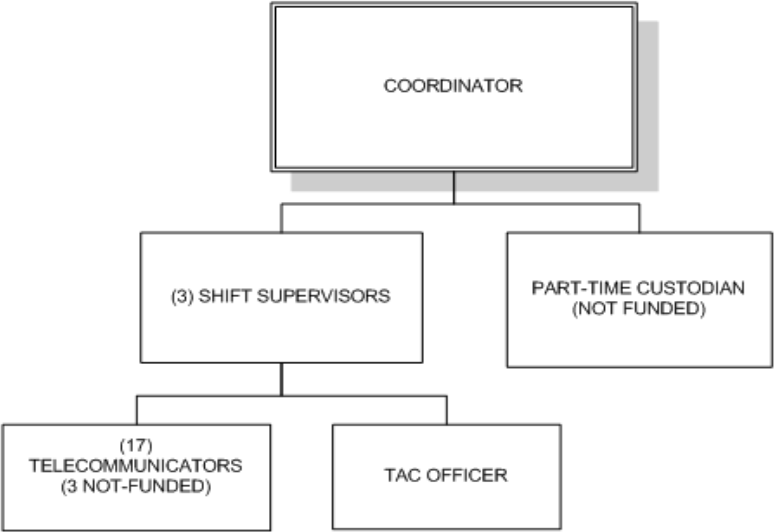 COORDINATOR
(3) SHIFT SUPERVISORS
PART-TIME CUSTODIAN
(NOT FUNDED)
(17)
TELECOMMUNICATORS
(3 NOT-FUNDED)
TAC OFFICER